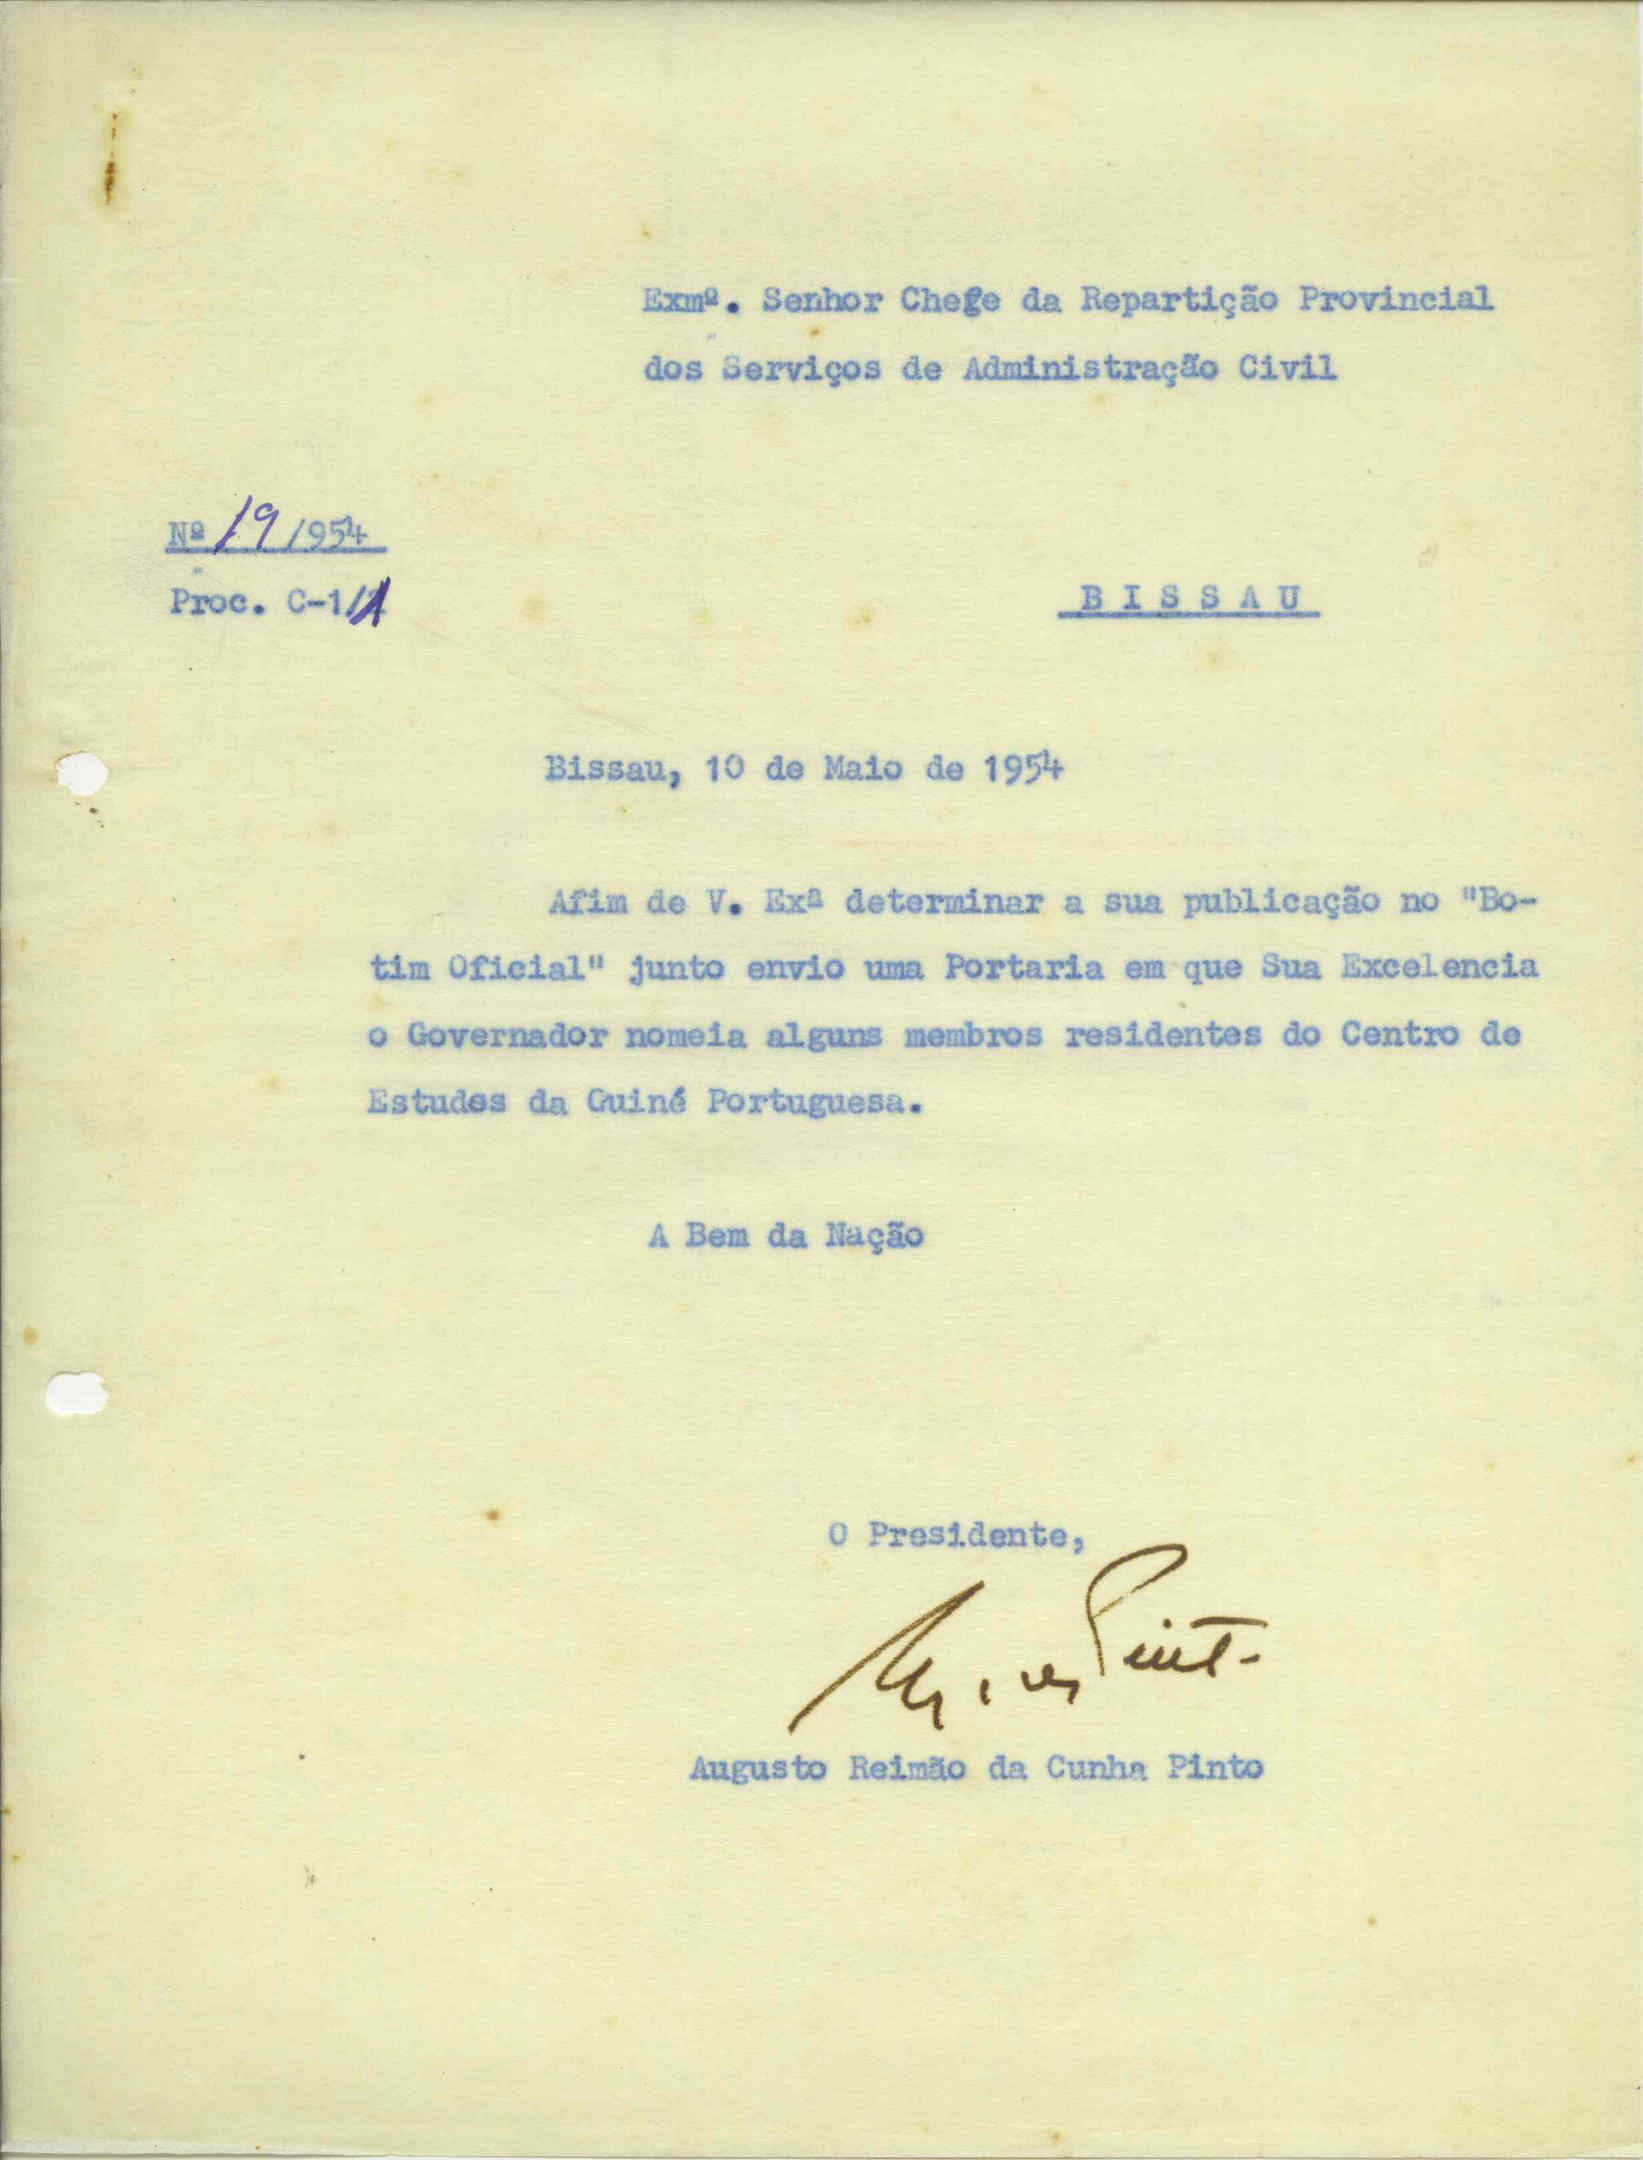 Exmº. Senhor Chefe da Repartição Provincial
dos Serviços de Administração Civil
Nº 19/954
Proc. C-1/1
B I S S A U
Bissau, 10 de Maio de 1954
Afim de V. Exª determinar a sua publicação no "Bo-
tim Oficial" junto envio uma Portaria em que Sua Excelencia
o Governador nomeia alguns membros residentes do Centro de
Estudos da Guiné Portuguesa.
A Bem da Nação
O Presidente,
Pinto
Augusto Reimão da Cunha Pinto